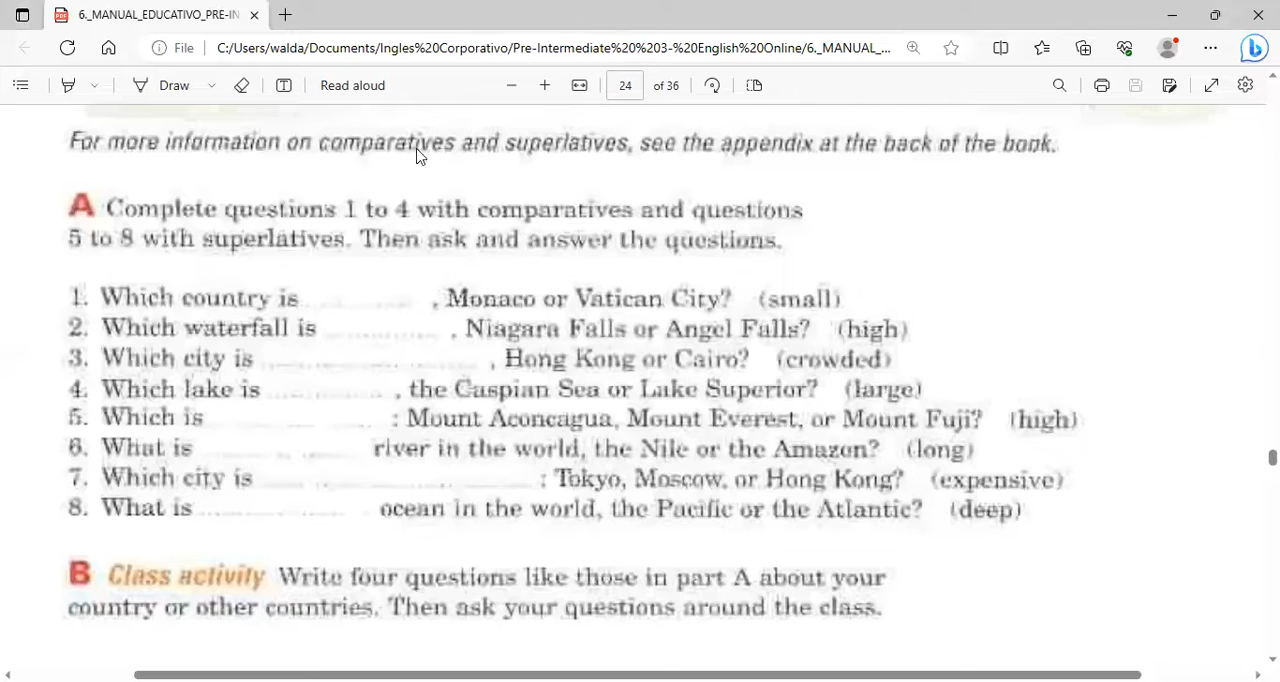 6._MANUAL_EDUCATIVO_PRE-IN
File C:/Users/walda/Documents/Ingles%20Corporativo/Pre-Intermediate%20%203-%20English%20Online/6._MANUAL_...
Draw Read aloud 24 of 36
For more information on comparatives and superlatives, see the appendix at the back of the book.
A Complete questions 1 to 4 with comparatives and questions
5 to 8 with superlatives. Then ask and answer the questions.
1. Which country is ............ , Monaco or Vatican City? (small)
2. Which waterfall is ............ , Niagara Falls or Angel Falls? (high)
3. Which city is ............ , Hong Kong or Cairo? (crowded)
4. Which lake is ............ , the Caspian Sea or Lake Superior? (large)
5. Which is ............ : Mount Aconcagua, Mount Everest, or Mount Fuji? (high)
6. What is ............ river in the world, the Nile or the Amazon? (long)
7. Which city is ............ : Tokyo, Moscow, or Hong Kong? (expensive)
8. What is ............ ocean in the world, the Pacific or the Atlantic? (deep)
B Class activity Write four questions like those in part A about your
country or other countries. Then ask your questions around the class.